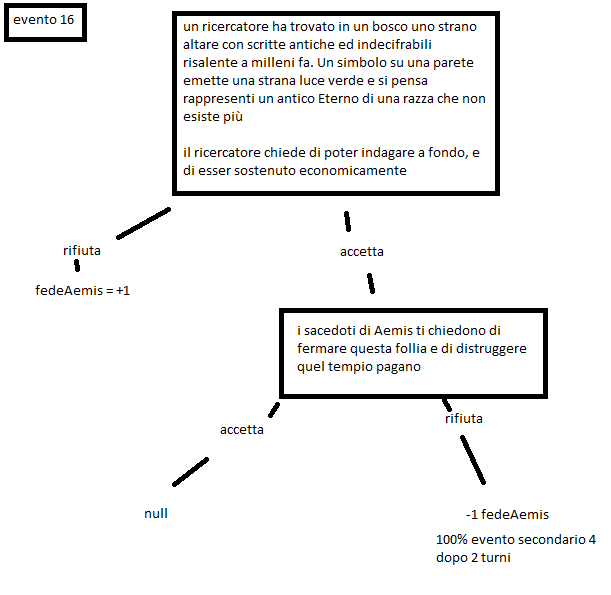 evento 16
un ricercatore ha trovato in un bosco uno strano
altare con scritte antiche ed indecifrabili
risalente a milleni fa. Un simbolo su una parete
emette una strana luce verde e si pensa
rappresenti un antico Eterno di una razza che non
esiste più
il ricercatore chiede di poter indagare a fondo, e
di esser sostenuto economicamente
rifiuta
accetta
fedeAemis = +1
i sacedoti di Aemis ti chiedono di
fermare questa follia e di distruggere
quel tempio pagano
accetta
rifiuta
null
-1 fedeAemis
100% evento secondario 4
dopo 2 turni